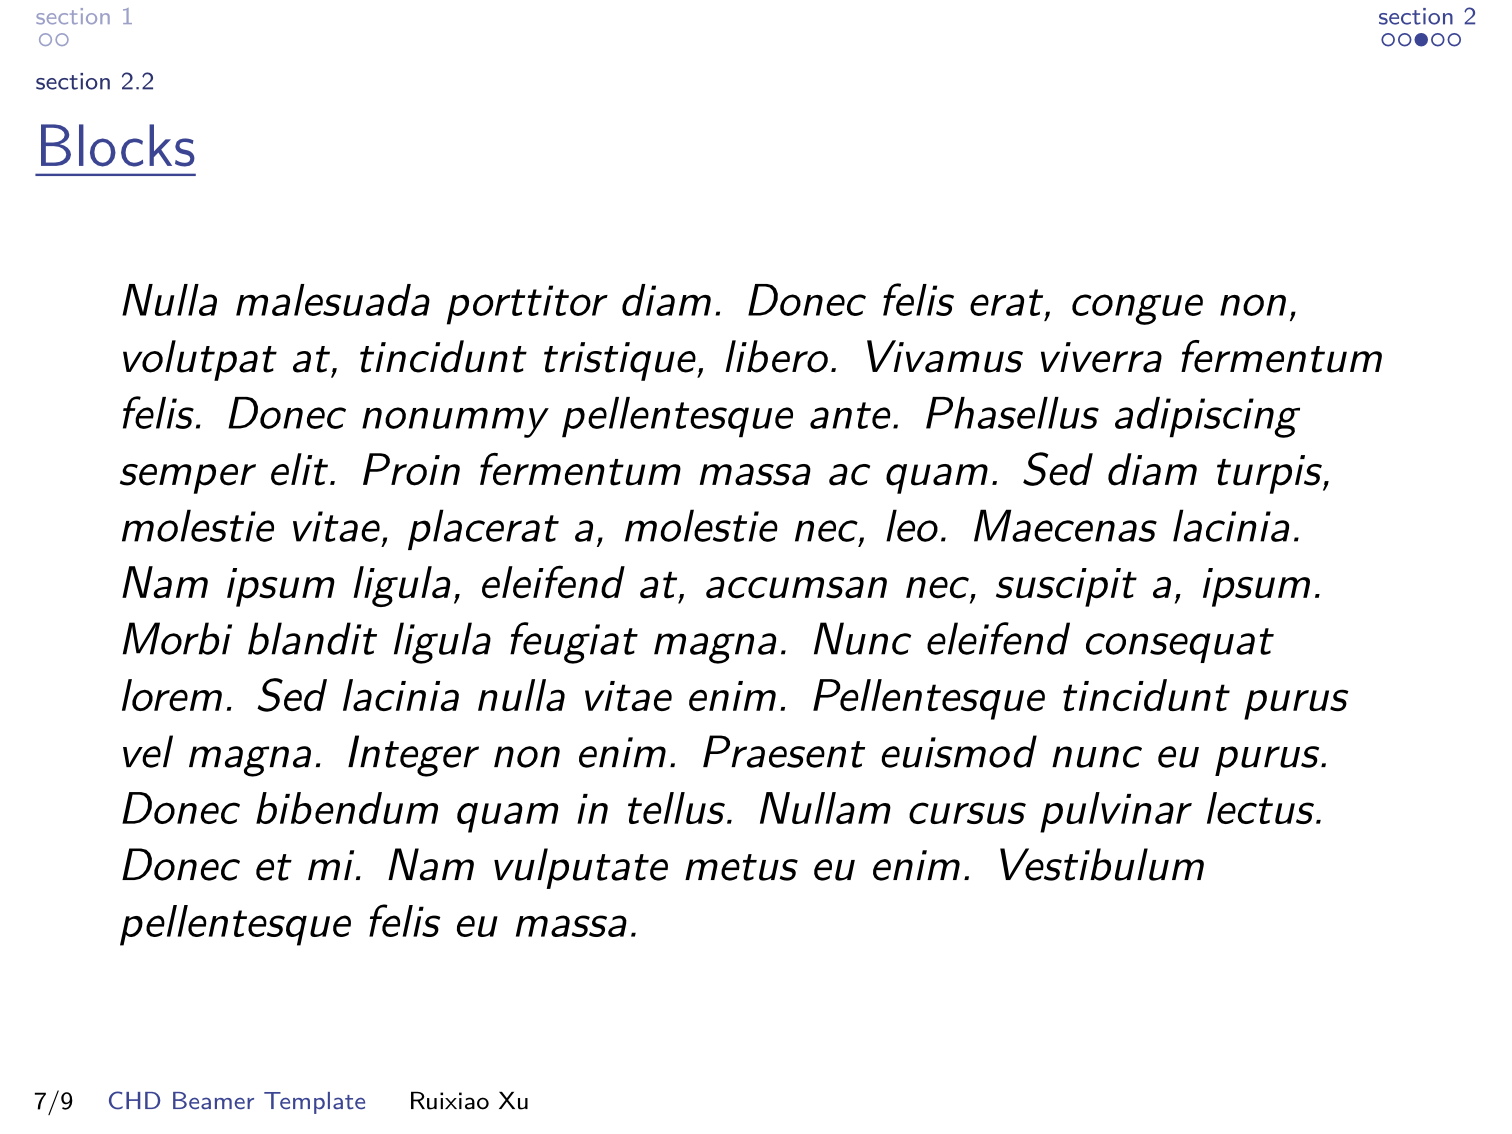 section 1
section 2
section 2.2
Blocks
Nulla malesuada porttitor diam. Donec felis erat, congue non,
volutpat at, tincidunt tristique, libero. Vivamus viverra fermentum
felis. Donec nonummy pellentesque ante. Phasellus adipiscing
semper elit. Proin fermentum massa ac quam. Sed diam turpis,
molestie vitae, placerat a, molestie nec, leo. Maecenas lacinia.
Nam ipsum ligula, eleifend at, accumsan nec, suscipit a, ipsum.
Morbi blandit ligula feugiat magna. Nunc eleifend consequat
lorem. Sed lacinia nulla vitae enim. Pellentesque tincidunt purus
vel magna. Integer non enim. Praesent euismod nunc eu purus.
Donec bibendum quam in tellus. Nullam cursus pulvinar lectus.
Donec et mi. Nam vulputate metus eu enim. Vestibulum
pellentesque felis eu massa.
7/9 CHD Beamer Template Ruixiao Xu